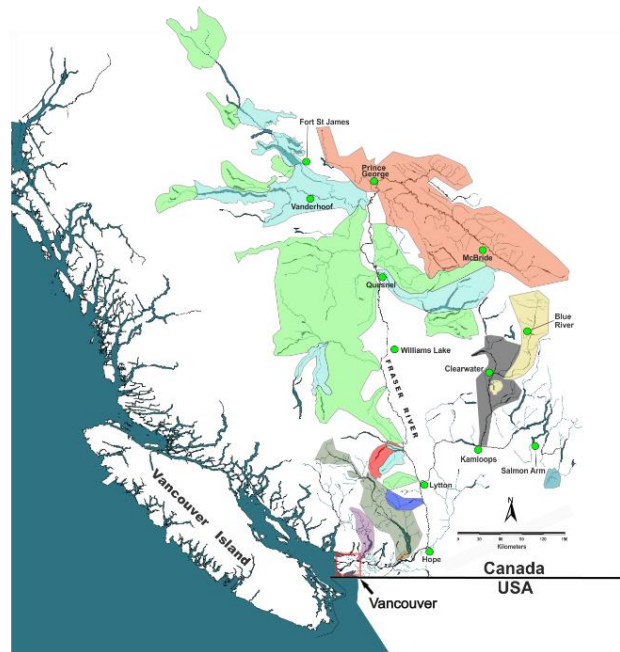 Fort St James
Prince
George
Vanderhoof
McBride
Quesnel
Blue
River
Williams Lake
Clearwater
FRASER RIVER
Kamloops
Salmon Arm
Lytton
N
Vancouver Island
Kilometers
Hope
Canada
USA
Vancouver